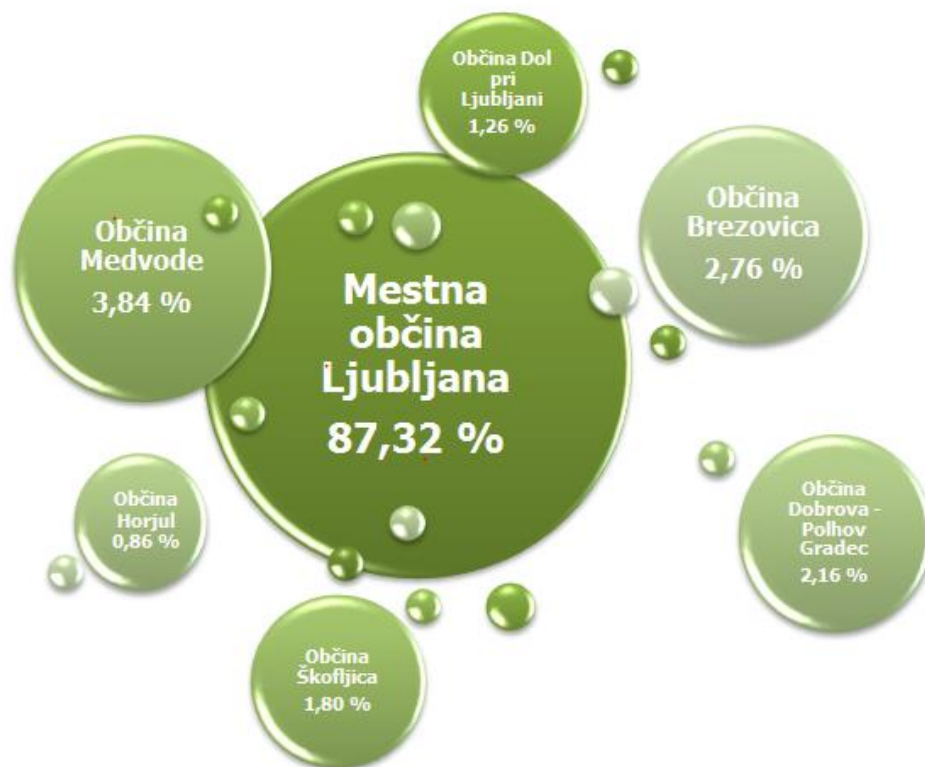 Občina Dol
pri
Ljubljani
1,26 %
Občina
Brezovica
2,76 %
Občina
Medvode
3,84 %
Mestna
občina
Ljubljana
87,32 %
Občina
Horjul
0,86 %
Občina
Dobrova -
Polhov
Gradec
2,16 %
Občina
Škofljica
1,80 %